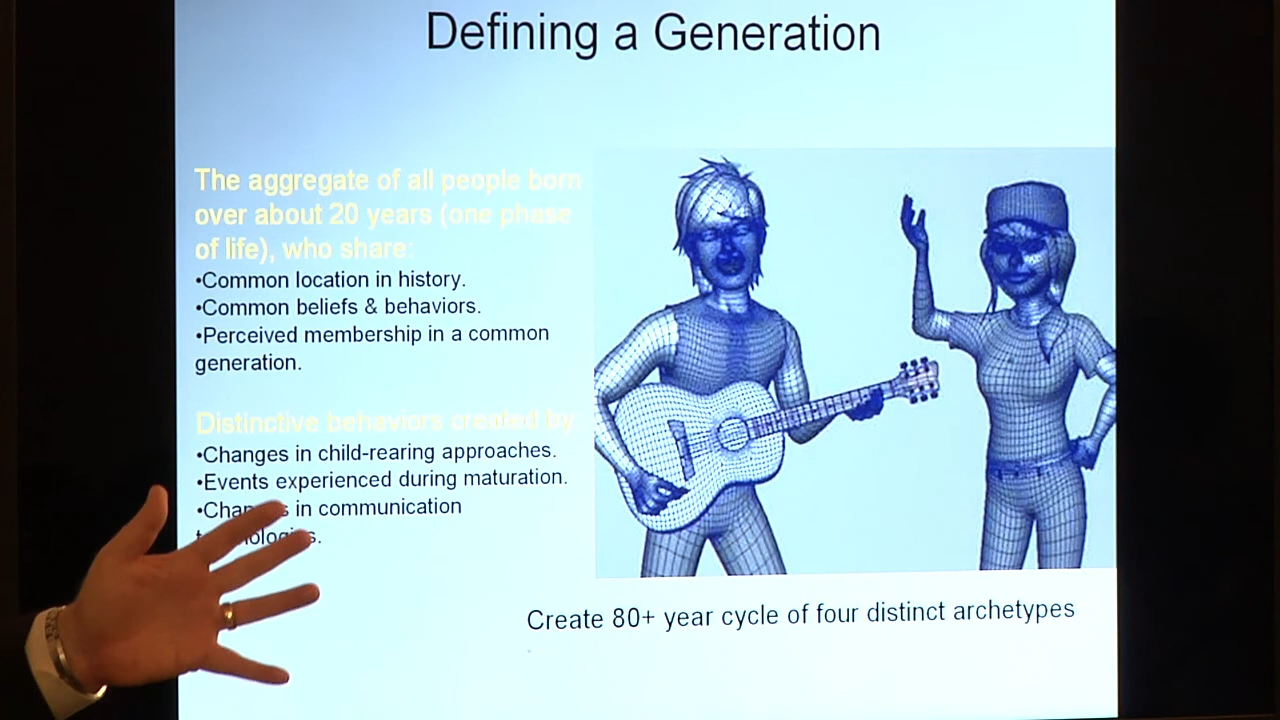 Defining a Generation
The aggregate of all people born
over about 20 years (one phase
of life), who share:
•Common location in history.
•Common beliefs & behaviors.
•Perceived membership in a common
generation.
Distinctive behaviors created by
•Changes in child-rearing approaches.
•Events experienced during maturation.
•Changes in communication
technologies.
Create 80+ year cycle of four distinct archetypes